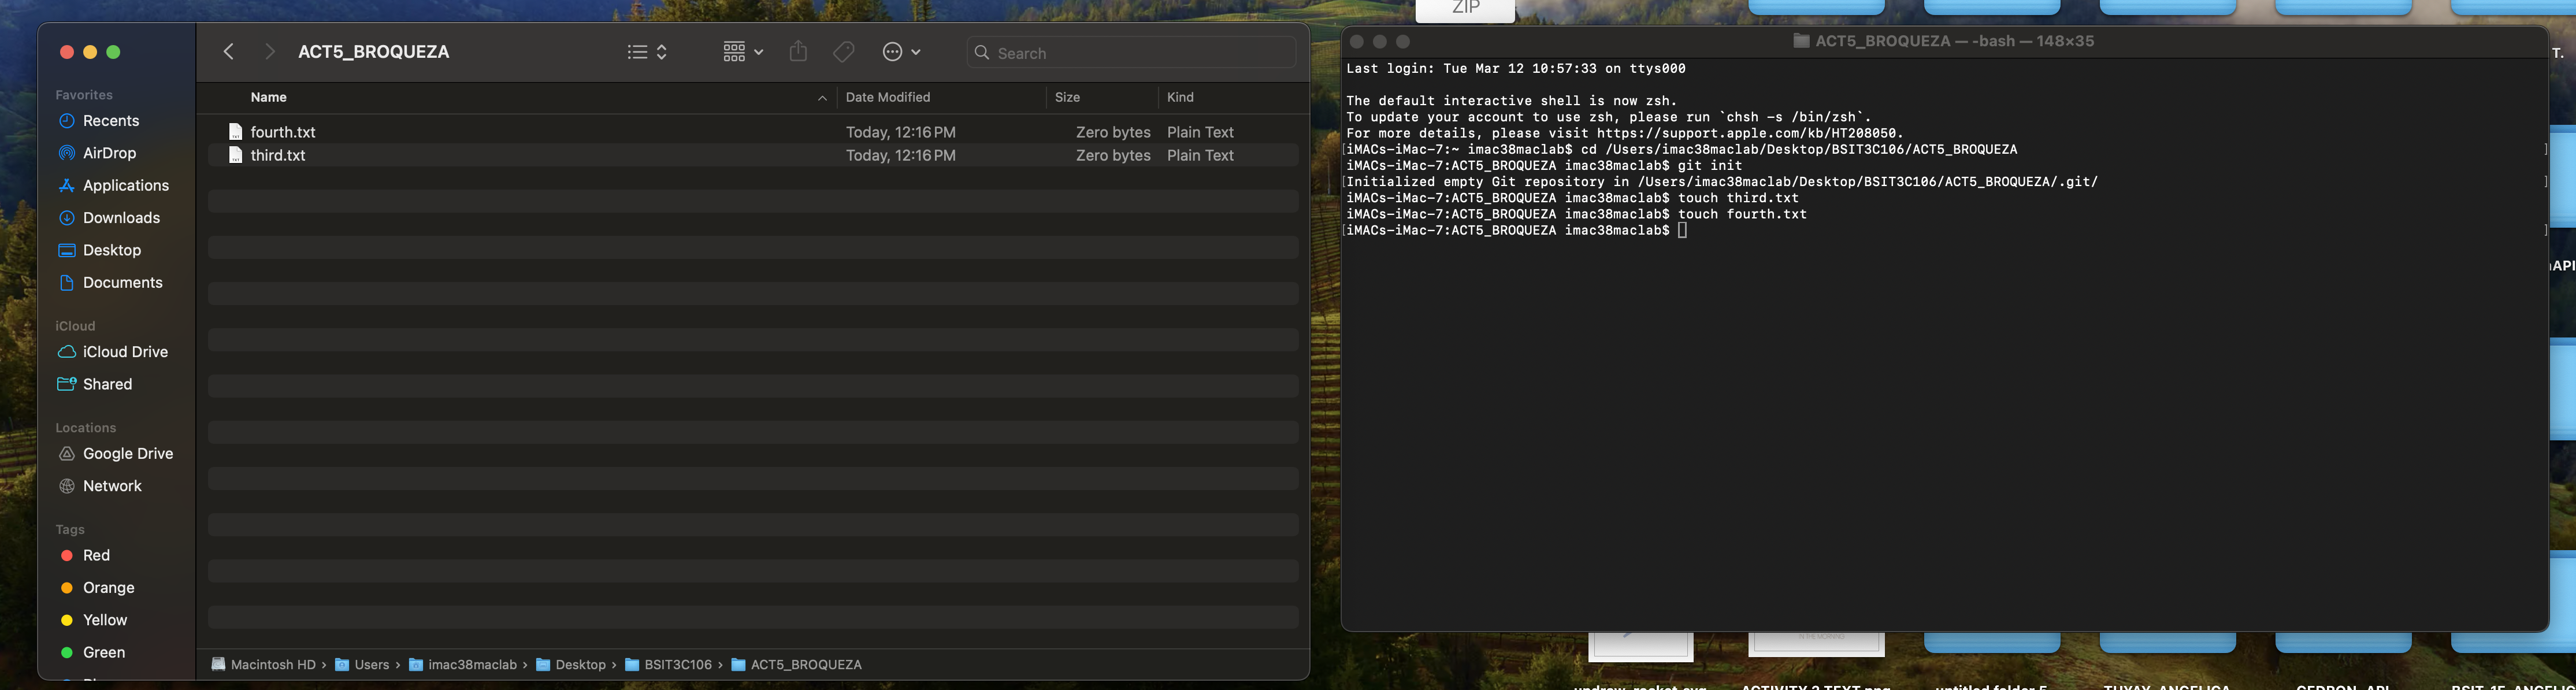 ACT5_BROQUEZA
Search
Favorites
Recents
AirDrop
Applications
Downloads
Desktop
Documents
iCloud
iCloud Drive
Shared
Locations
Google Drive
Network
Tags
Red
Orange
Yellow
Green
Name Date Modified Size Kind
fourth.txt Today, 12:16 PM Zero bytes Plain Text
third.txt Today, 12:16 PM Zero bytes Plain Text
Macintosh HD › Users › imac38maclab › Desktop › BSIT3C106 › ACT5_BROQUEZA
ZIP
ACT5_BROQUEZA — -bash — 148×35
Last login: Tue Mar 12 10:57:33 on ttys000
The default interactive shell is now zsh.
To update your account to use zsh, please run `chsh -s /bin/zsh`.
For more details, please visit https://support.apple.com/kb/HT208050.
[iMACs-iMac-7:~ imac38maclab$ cd /Users/imac38maclab/Desktop/BSIT3C106/ACT5_BROQUEZA ]
iMACs-iMac-7:ACT5_BROQUEZA imac38maclab$ git init
[Initialized empty Git repository in /Users/imac38maclab/Desktop/BSIT3C106/ACT5_BROQUEZA/.git/ ]
iMACs-iMac-7:ACT5_BROQUEZA imac38maclab$ touch third.txt
iMACs-iMac-7:ACT5_BROQUEZA imac38maclab$ touch fourth.txt
[iMACs-iMac-7:ACT5_BROQUEZA imac38maclab$ ]
T.
API